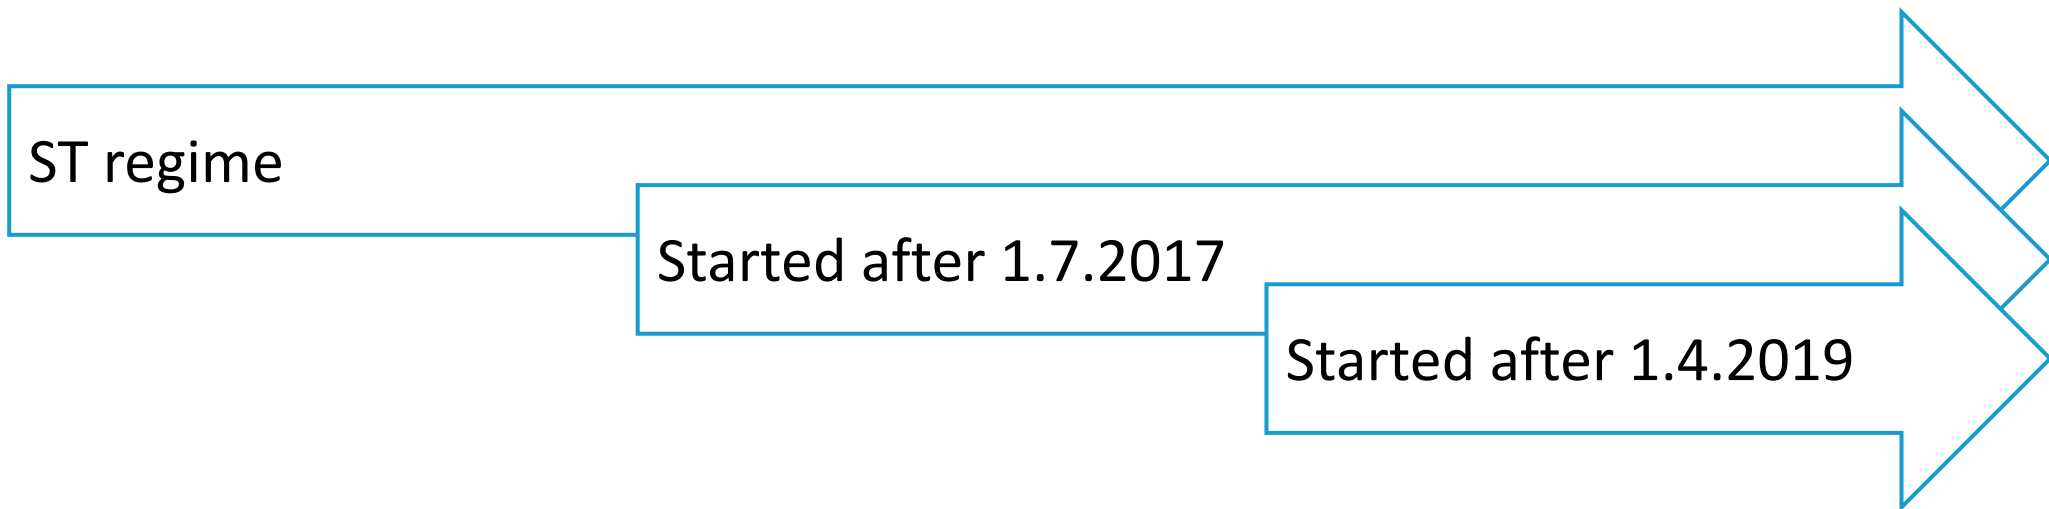 ST regime
Started after 1.7.2017
Started after 1.4.2019